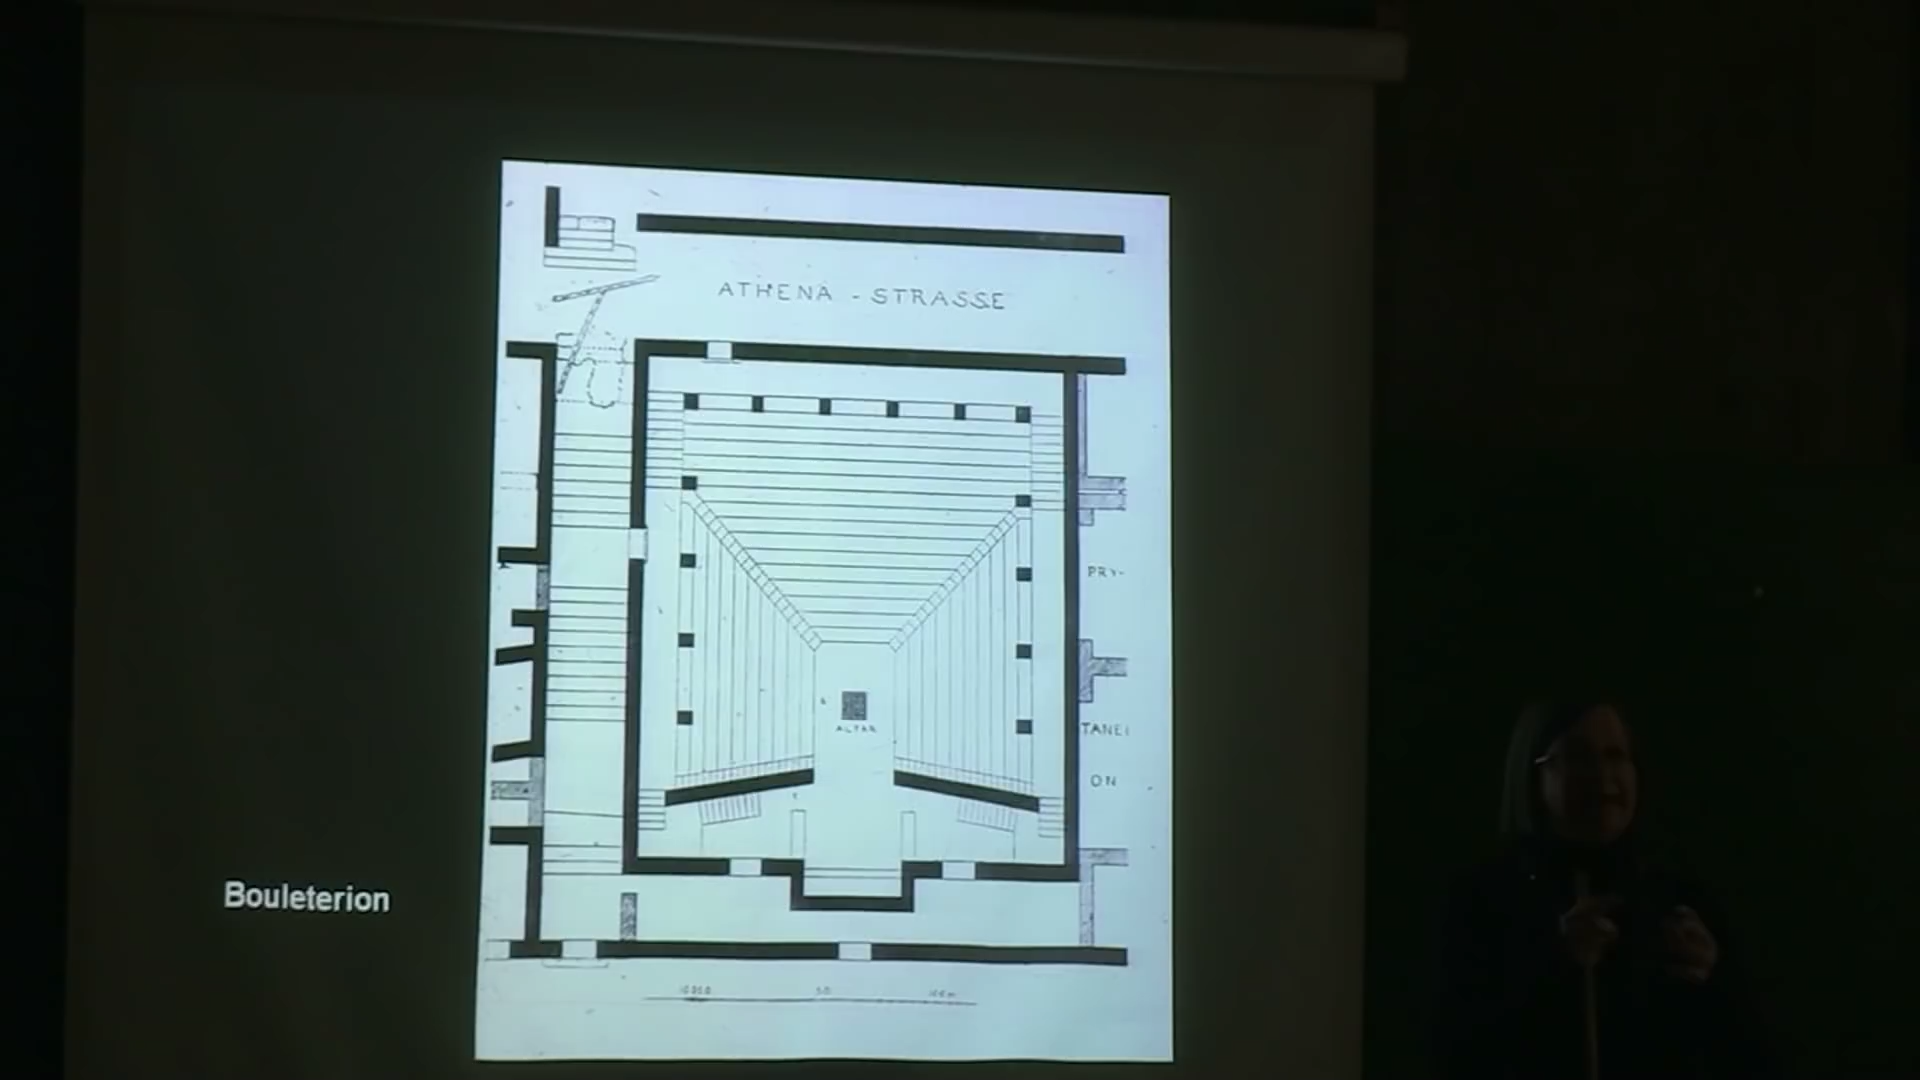 ATHENA - STRASSE
PRY-
ALTAR
TANEI
ON
Bouleterion